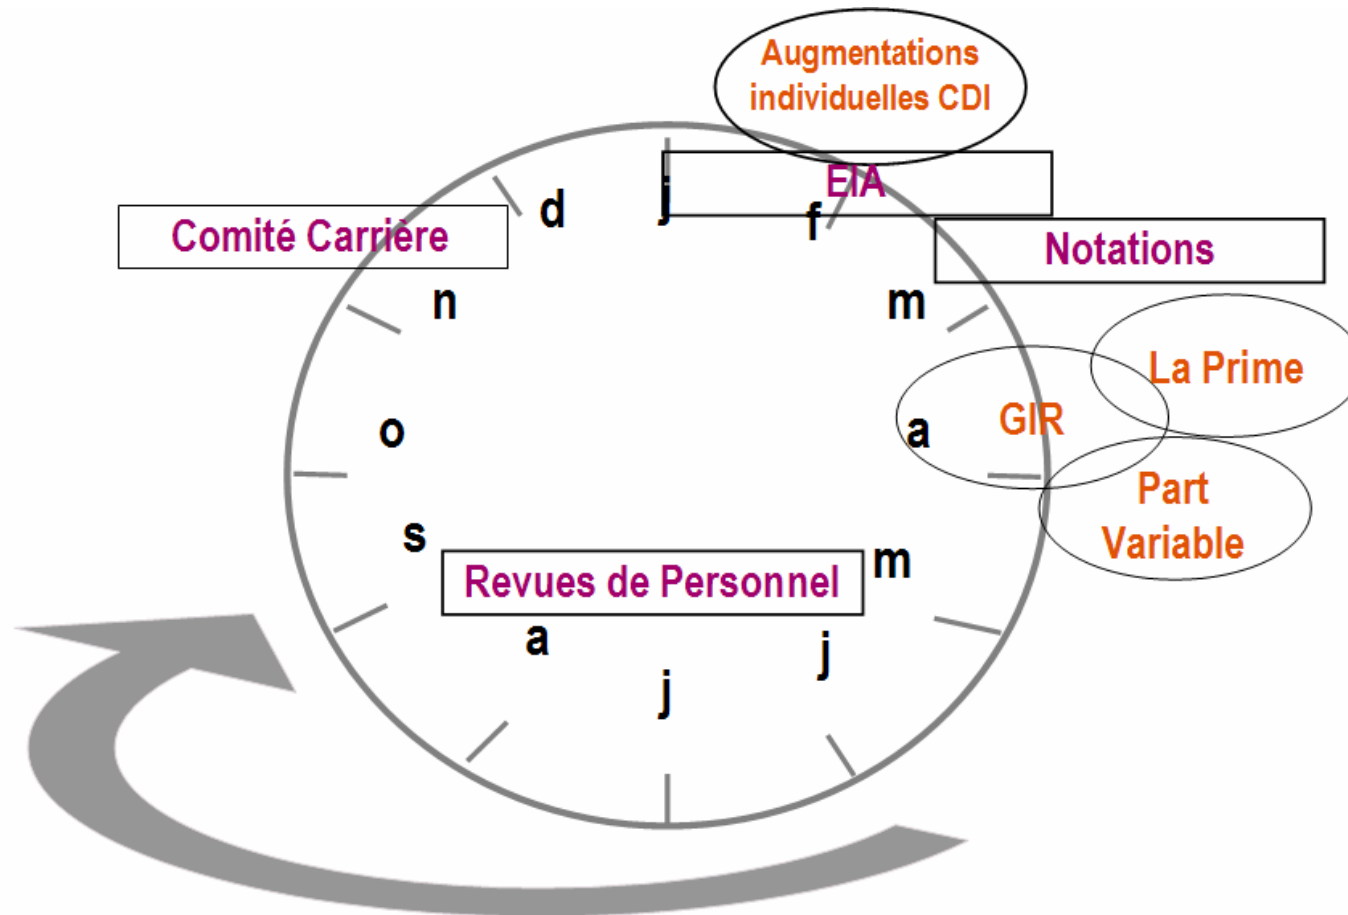 Augmentations
individuelles CDI
EIA
j
d
f
Comité Carrière
Notations
n
m
La Prime
GIR
o
a
Part
Variable
s
m
Revues de Personnel
a
j
j